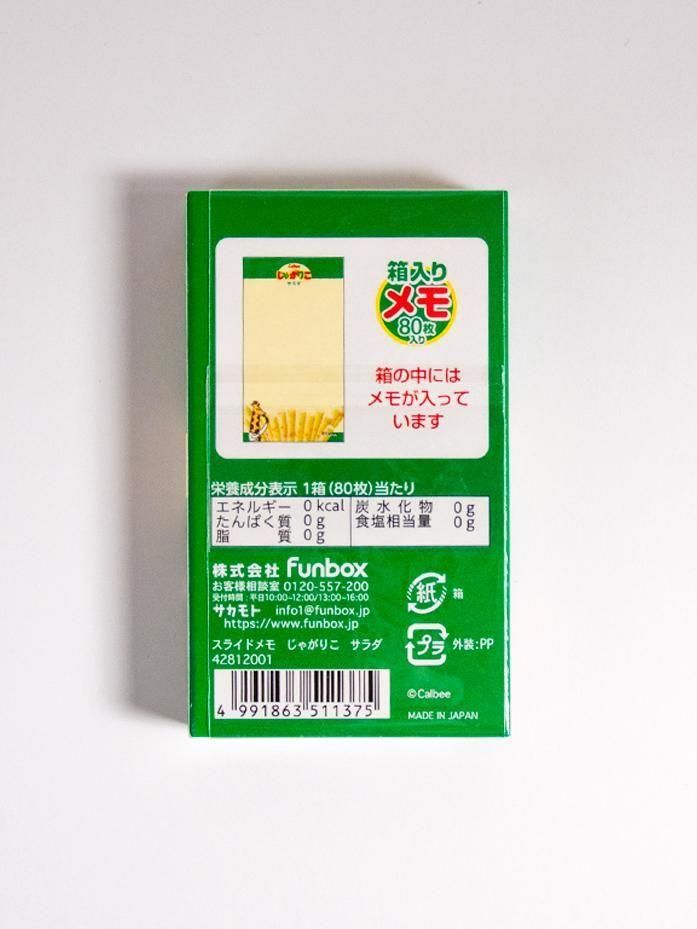 Calbee
じゃがりこ
サラダ
箱入り
メモ
80枚
入り
箱の中には
メモが入って
います
栄養成分表示 1箱(80枚)当たり
エネルギー 0kcal 炭水化物 0g
たんぱく質 0g 食塩相当量 0g
脂質 0g
株式会社 Funbox
お客様相談室 0120-557-200
受付時間:平日10:00~12:00/13:00~16:00
サカモト info1@funbox.jp
https://www.funbox.jp
スライドメモ じゃがりこ サラダ
42812001
紙 箱
プラ 外装:PP
4 991863 511375
©Calbee
MADE IN JAPAN